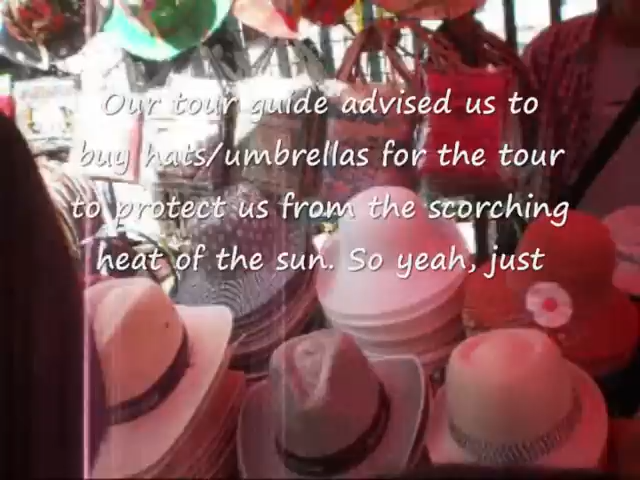 Our tour guide advised us to
buy hats/umbrellas for the tour
to protect us from the scorching
heat of the sun. So yeah, just